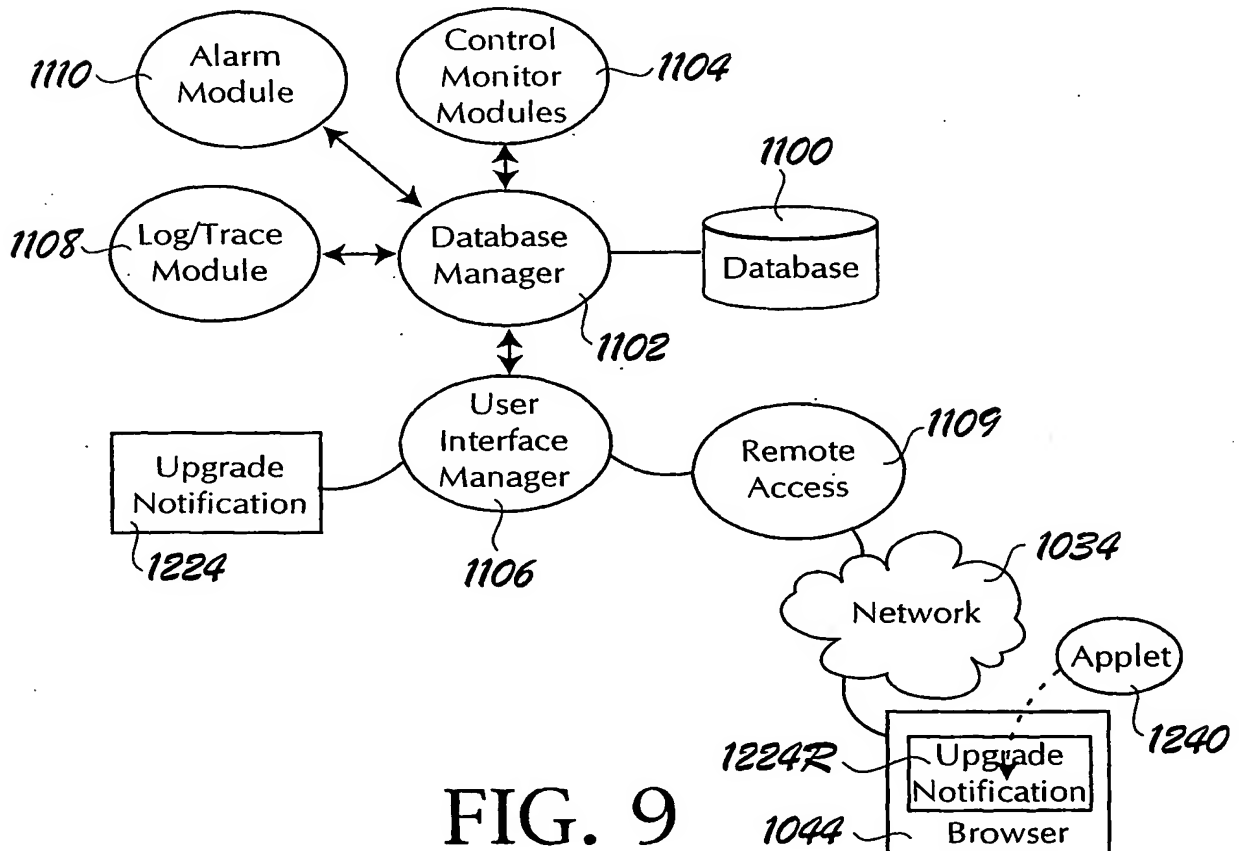 1110
Alarm
Module
Control
Monitor
Modules
1104
1108
Log/Trace
Module
Database
Manager
1102
1100
Database
Upgrade
Notification
1224
User
Interface
Manager
1106
Remote
Access
1109
Network
1034
Applet
1240
1224R
Upgrade
Notification
Browser
1044
FIG. 9